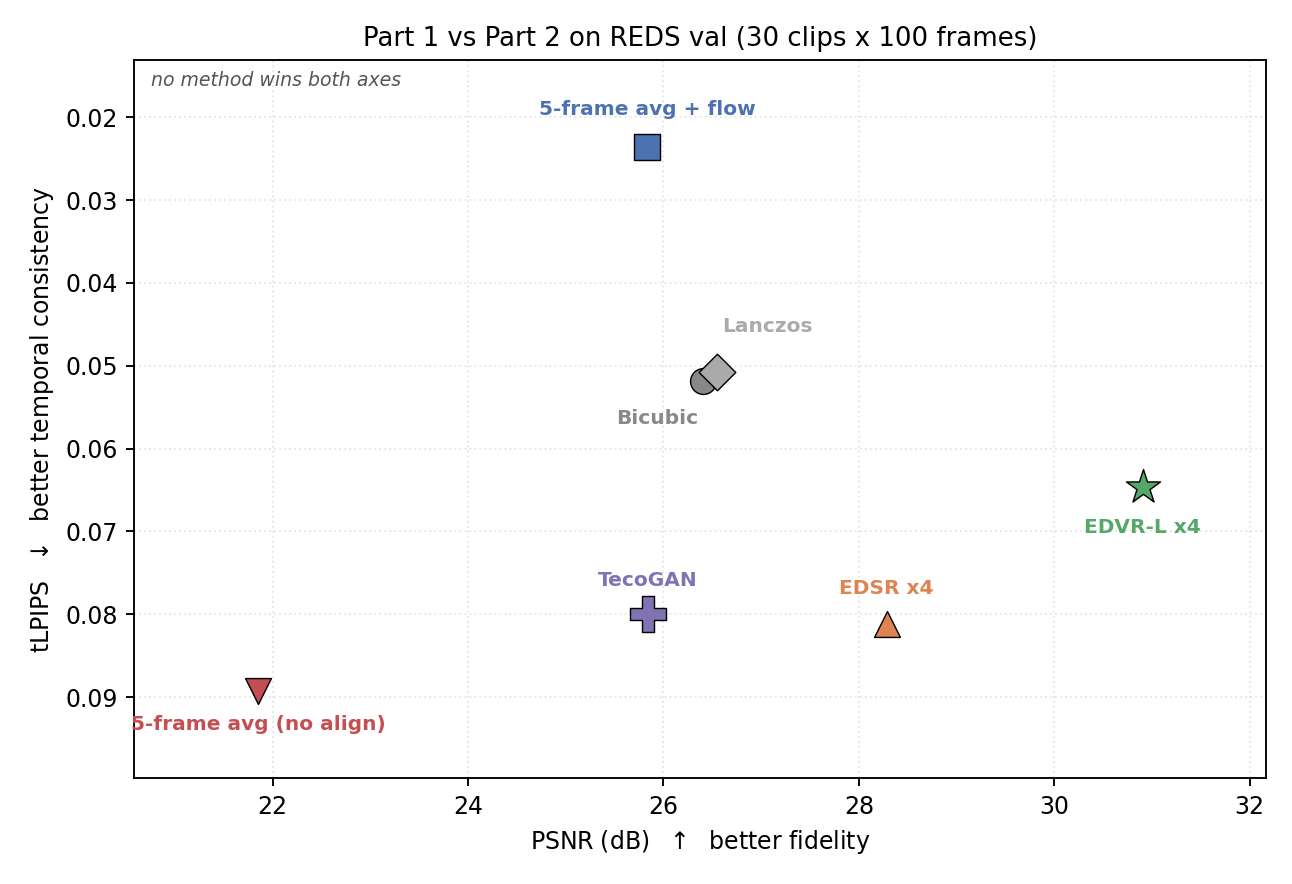 Part 1 vs Part 2 on REDS val (30 clips x 100 frames)
no method wins both axes
5-frame avg + flow
Lanczos
Bicubic
EDVR-L x4
TecoGAN
EDSR x4
5-frame avg (no align)
0.02
0.03
0.04
0.05
0.06
0.07
0.08
0.09
tLPIPS ↓ better temporal consistency
22
24
26
28
30
32
PSNR (dB) ↑ better fidelity